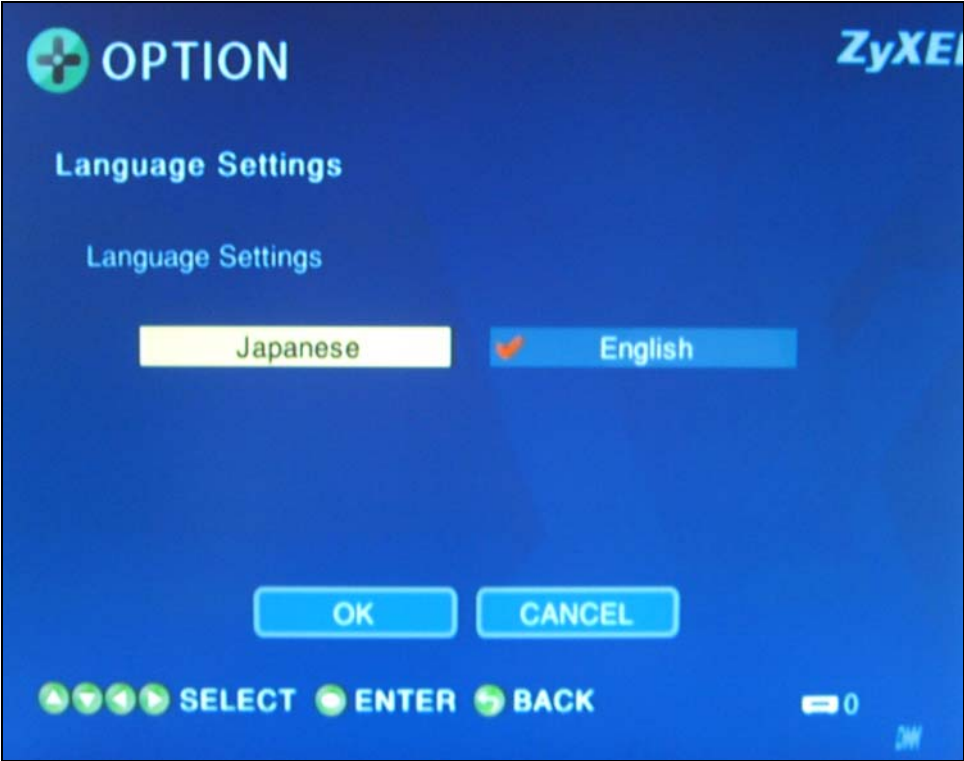 OPTION
ZyXEL
Language Settings
Language Settings
Japanese English
OK CANCEL
SELECT ENTER BACK 0